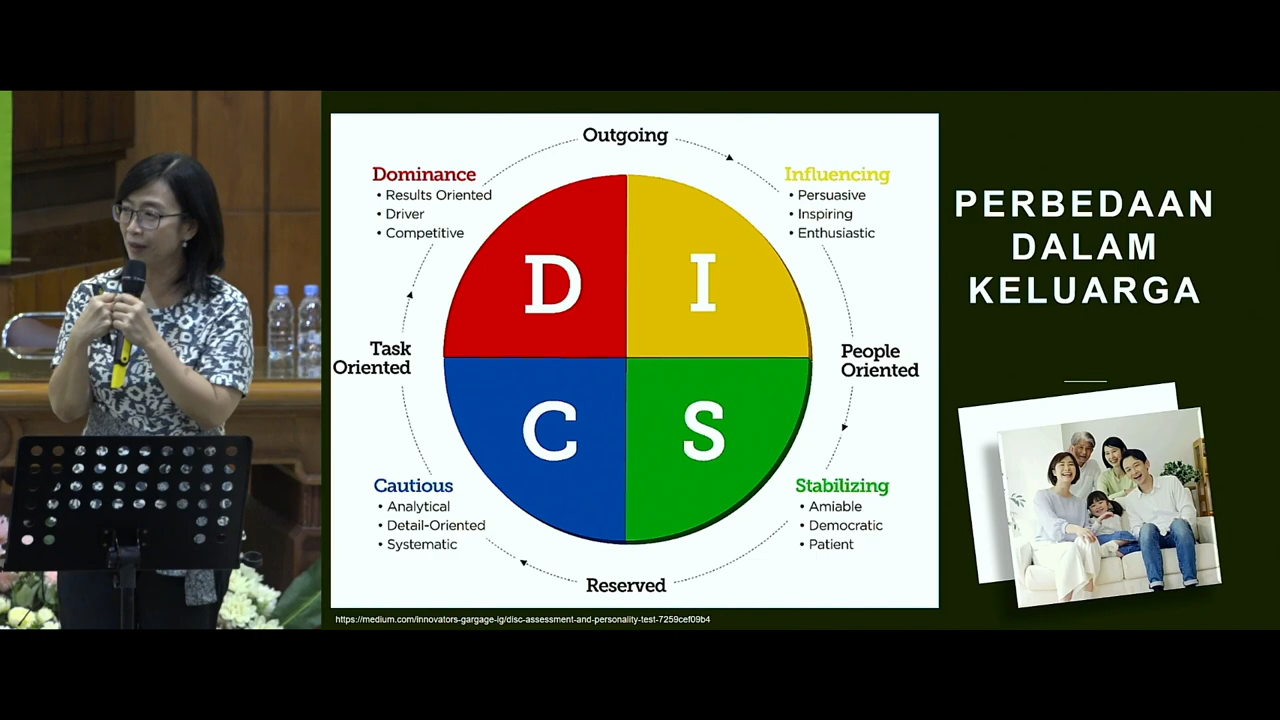 Outgoing
Dominance
• Results Oriented
• Driver
• Competitive
Influencing
• Persuasive
• Inspiring
• Enthusiastic
D
I
Task
Oriented
People
Oriented
C
S
Cautious
• Analytical
• Detail-Oriented
• Systematic
Stabilizing
• Amiable
• Democratic
• Patient
Reserved
https://medium.com/innovators-gargage-ig/disc-assessment-and-personality-test-7259cef09b4
PERBEDAAN
DALAM
KELUARGA